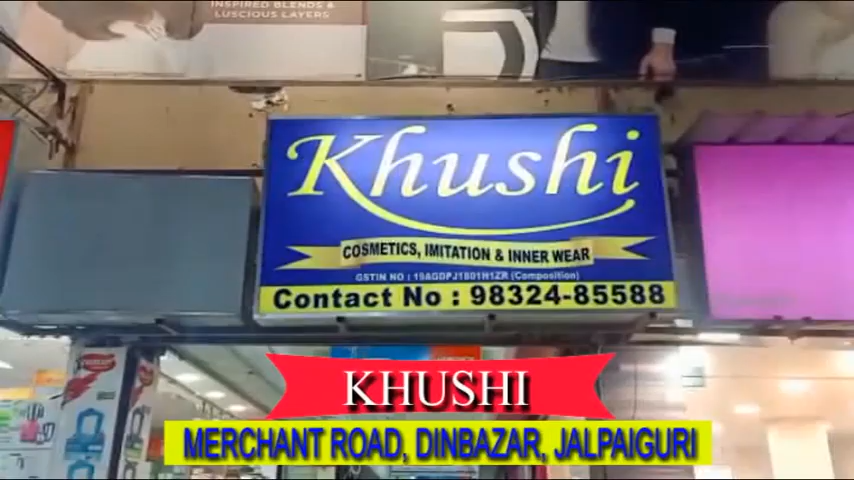 INSPIRED BLENDS &
LUSCIOUS LAYERS
Khushi
COSMETICS, IMITATION & INNER WEAR
GSTIN NO : 19AGDPJ1801H1ZR (Composition)
Contact No : 98324-85588
KHUSHI
MERCHANT ROAD, DINBAZAR, JALPAIGURI